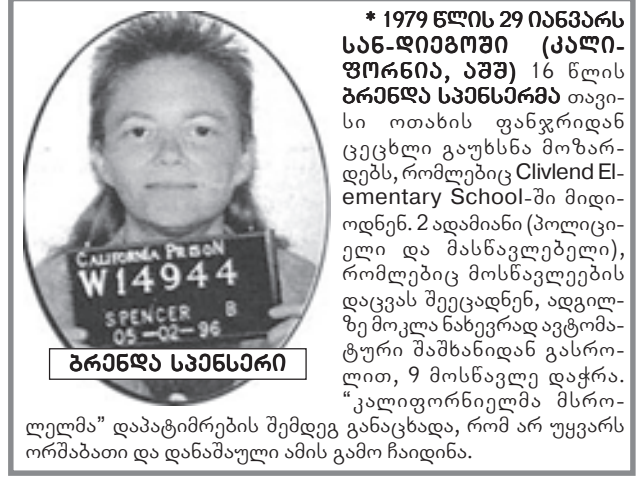 * 1979 წლის 29 იანვარს
სან-დიეგოში (კალი-
ფორნია, აშშ) 16 წლის
ბრენდა სპენსერმა თავი-
სი ოთახის ფანჯრიდან
ცეცხლი გაუხსნა მოზარ-
დებს, რომლებიც Clivlend El-
ementary School-ში მიდი-
ოდნენ. 2 ადამიანი (პოლიცი-
ელი და მასწავლებელი),
რომლებიც მოსწავლეების
დაცვას შეეცადნენ, ადგილ-
ზე მოკლა ნახევრად ავტომა-
ტური შაშხანიდან გასრო-
ლით, 9 მოსწავლე დაჭრა.
“კალიფორნიელმა მსრო-
ლელმა” დაპატიმრების შემდეგ განაცხადა, რომ არ უყვარს
ორშაბათი და დანაშაული ამის გამო ჩაიდინა.
CALIFORNIA PRISON
W14944
SPENCER B
05-02-96
ბრენდა სპენსერი